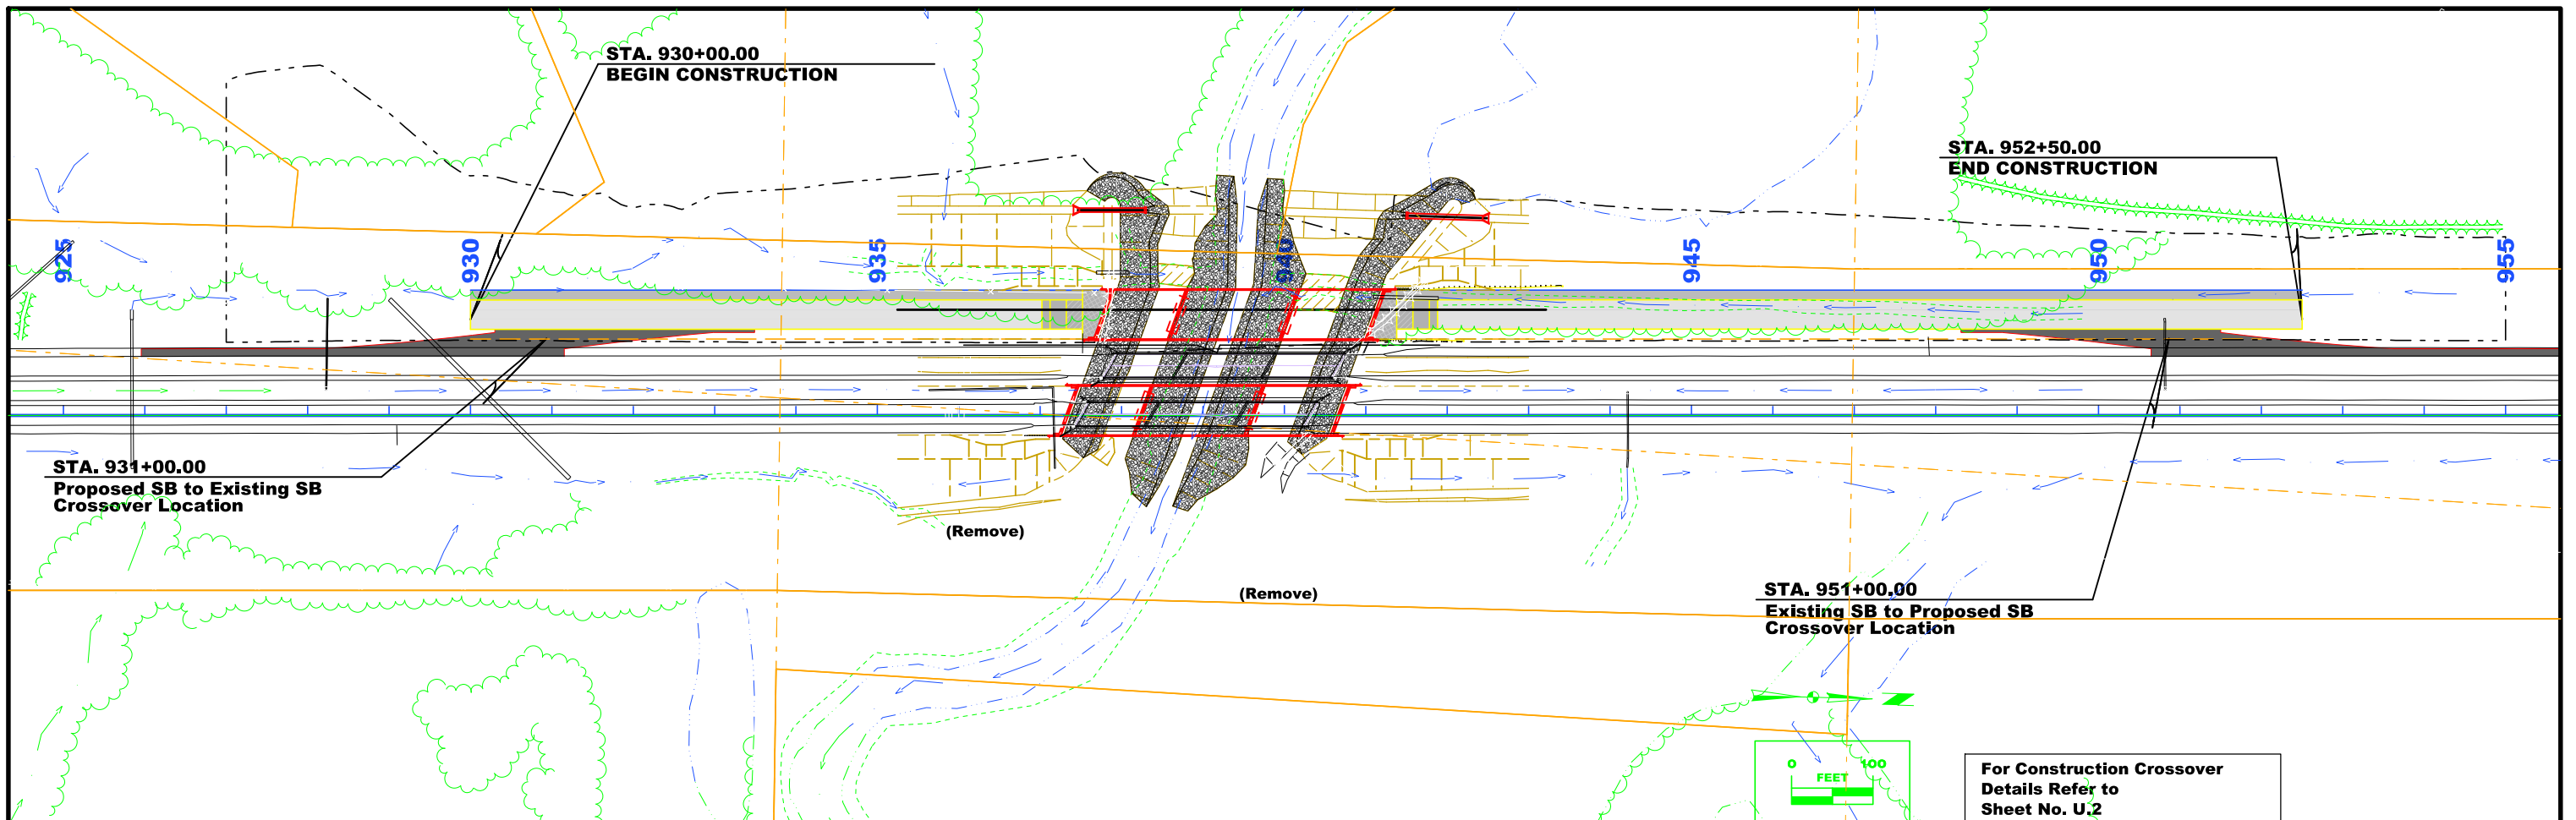 STA. 930+00.00
BEGIN CONSTRUCTION
STA. 952+50.00
END CONSTRUCTION
925
930
935
940
945
950
955
STA. 931+00.00
Proposed SB to Existing SB
Crossover Location
(Remove)
(Remove)
STA. 951+00.00
Existing SB to Proposed SB
Crossover Location
0 100
FEET
For Construction Crossover
Details Refer to
Sheet No. U.2